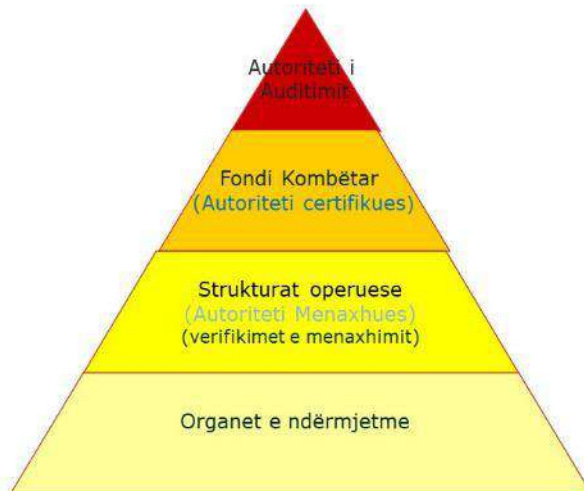 Autoriteti i
Auditimit
Fondi Kombëtar
(Autoriteti certifikues)
Strukturat operuese
(Autoriteti Menaxhues)
(verifikimet e menaxhimit)
Organet e ndërmjetme